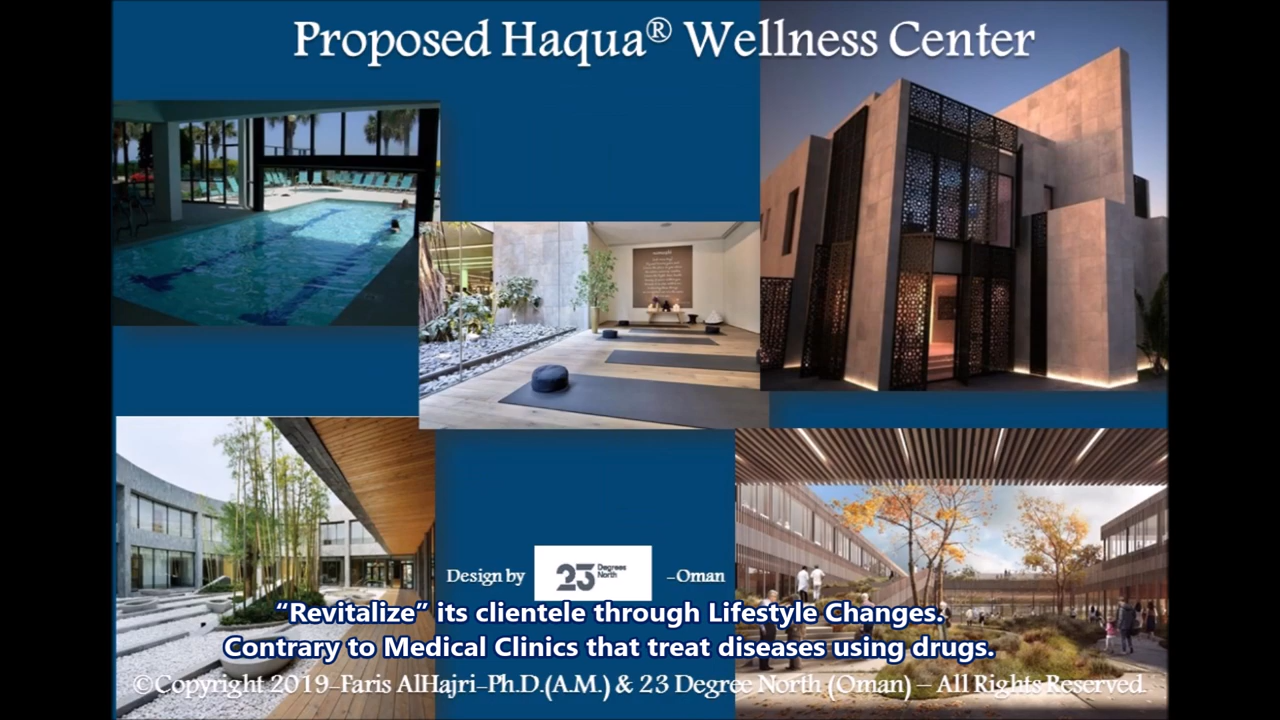 Proposed Haqua® Wellness Center
Design by
23 Degrees North
-Oman
“Revitalize” its clientele through Lifestyle Changes.
Contrary to Medical Clinics that treat diseases using drugs.
©Copyright 2019-Faris AlHajri-Ph.D.(A.M.) & 23 Degree North (Oman) – All Rights Reserved.